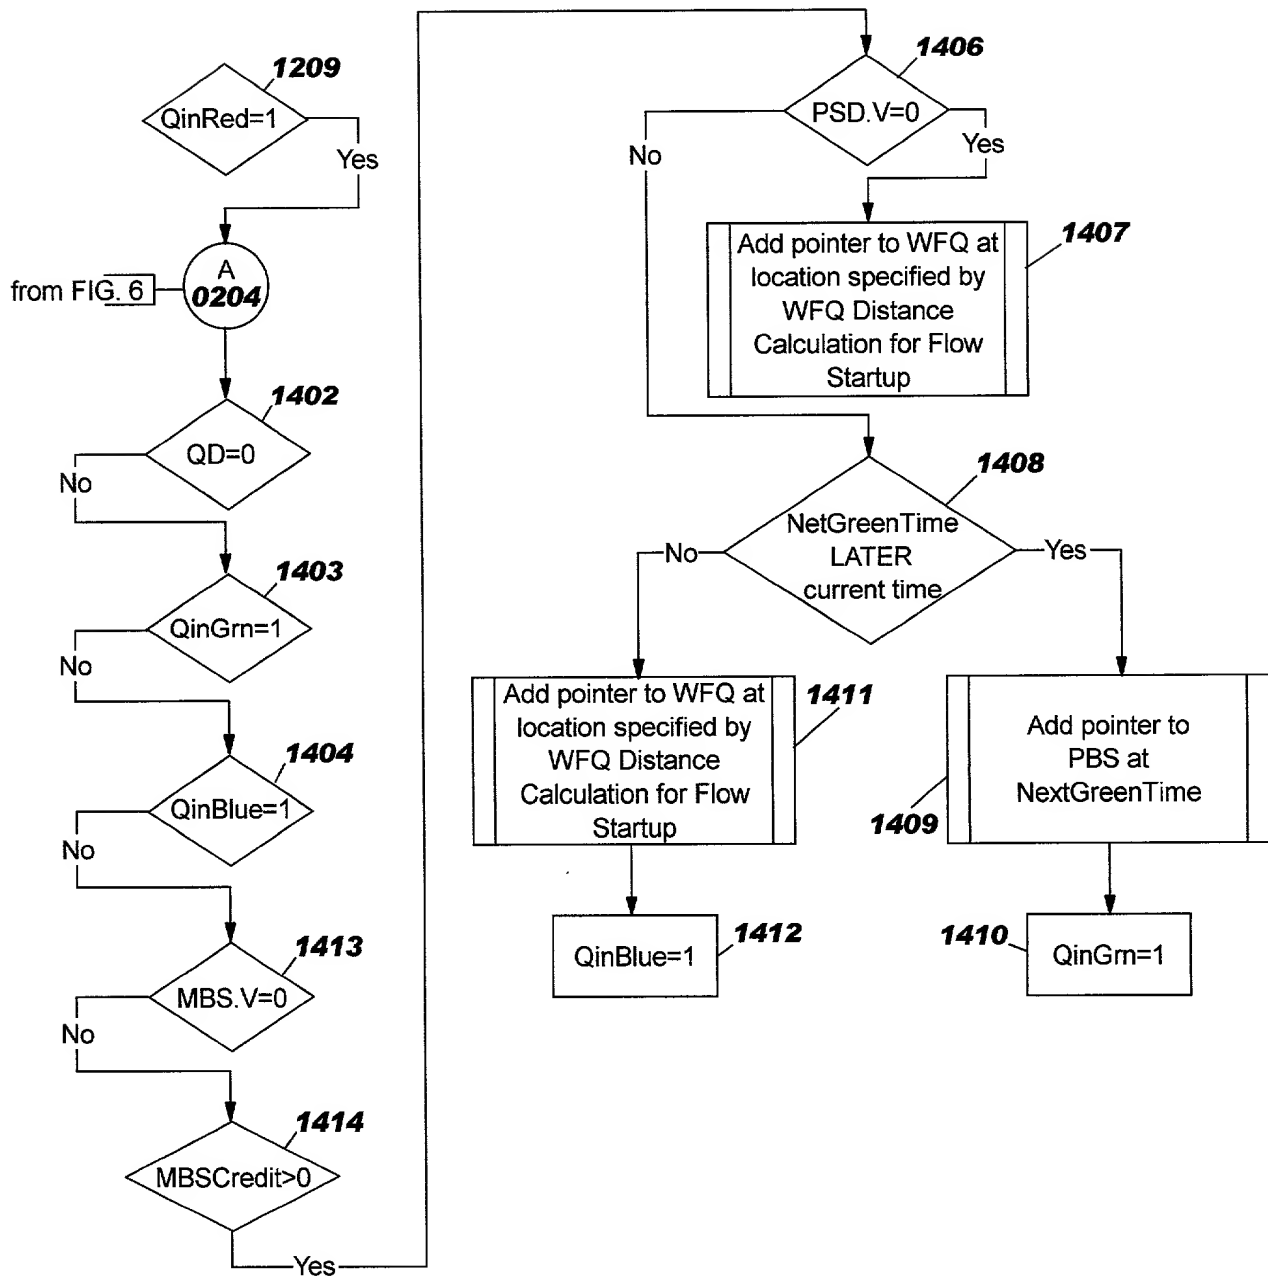 1209
QinRed=1
Yes
A
0204
from FIG. 6
1402
QD=0
No
1403
QinGrn=1
No
1404
QinBlue=1
No
1413
MBS.V=0
No
1414
MBSCredit>0
Yes
1406
PSD.V=0
No
Yes
1407
Add pointer to WFQ at
location specified by
WFQ Distance
Calculation for Flow
Startup
1408
NetGreenTime
LATER
current time
No
Yes
1411
Add pointer to WFQ at
location specified by
WFQ Distance
Calculation for Flow
Startup
1409
Add pointer to
PBS at
NextGreenTime
QinBlue=1
1412
1410
QinGrn=1